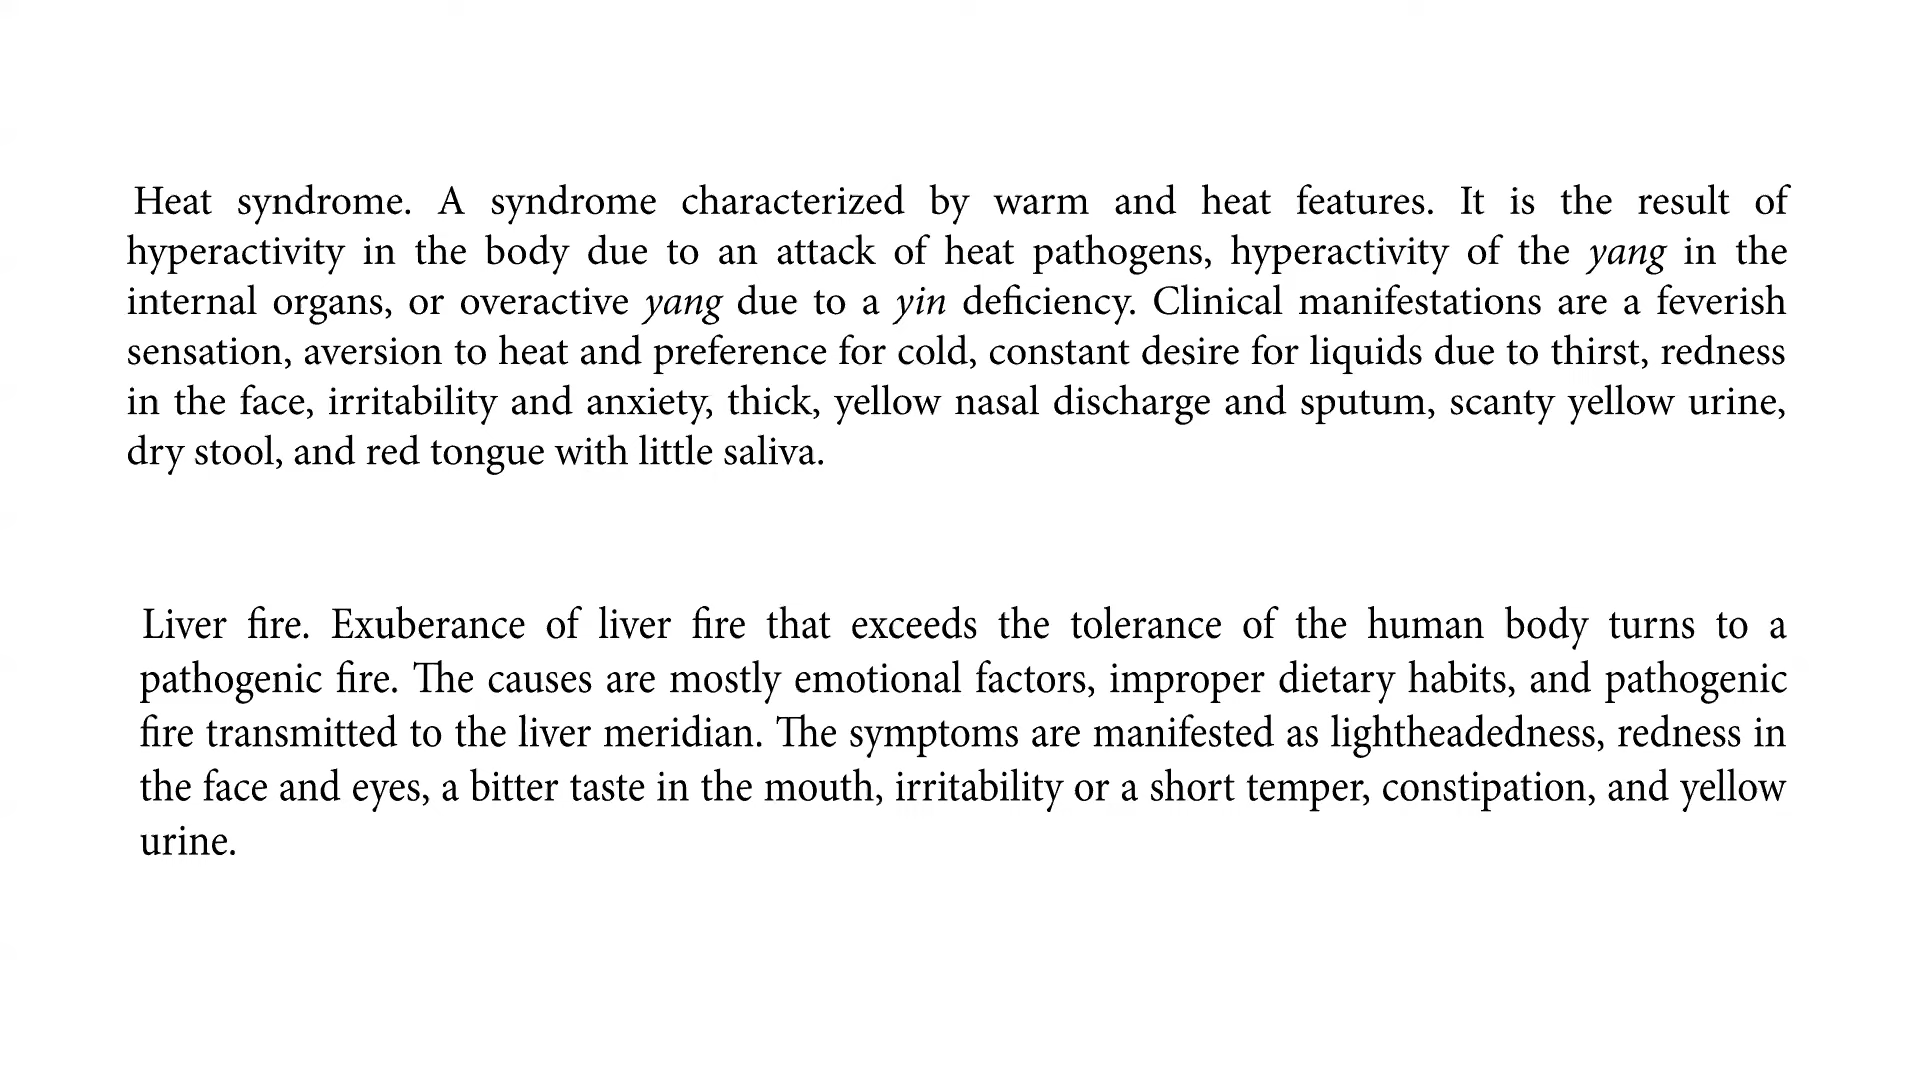 Heat syndrome. A syndrome characterized by warm and heat features. It is the result of
hyperactivity in the body due to an attack of heat pathogens, hyperactivity of the yang in the
internal organs, or overactive yang due to a yin deficiency. Clinical manifestations are a feverish
sensation, aversion to heat and preference for cold, constant desire for liquids due to thirst, redness
in the face, irritability and anxiety, thick, yellow nasal discharge and sputum, scanty yellow urine,
dry stool, and red tongue with little saliva.
Liver fire. Exuberance of liver fire that exceeds the tolerance of the human body turns to a
pathogenic fire. The causes are mostly emotional factors, improper dietary habits, and pathogenic
fire transmitted to the liver meridian. The symptoms are manifested as lightheadedness, redness in
the face and eyes, a bitter taste in the mouth, irritability or a short temper, constipation, and yellow
urine.